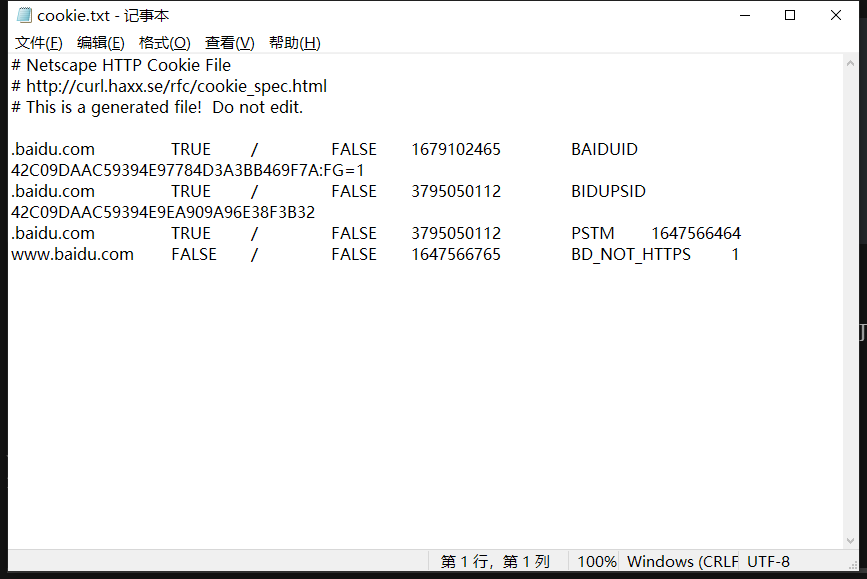 cookie.txt - 记事本
文件(F) 编辑(E) 格式(O) 查看(V) 帮助(H)
# Netscape HTTP Cookie File
# http://curl.haxx.se/rfc/cookie_spec.html
# This is a generated file!  Do not edit.
.baidu.com	TRUE	/	FALSE	1679102465	BAIDUID
42C09DAAC59394E97784D3A3BB469F7A:FG=1
.baidu.com	TRUE	/	FALSE	3795050112	BIDUPSID
42C09DAAC59394E9EA909A96E38F3B32
.baidu.com	TRUE	/	FALSE	3795050112	PSTM	1647566464
www.baidu.com	FALSE	/	FALSE	1647566765	BD_NOT_HTTPS	1
第 1 行，第 1 列 100% Windows (CRLF UTF-8